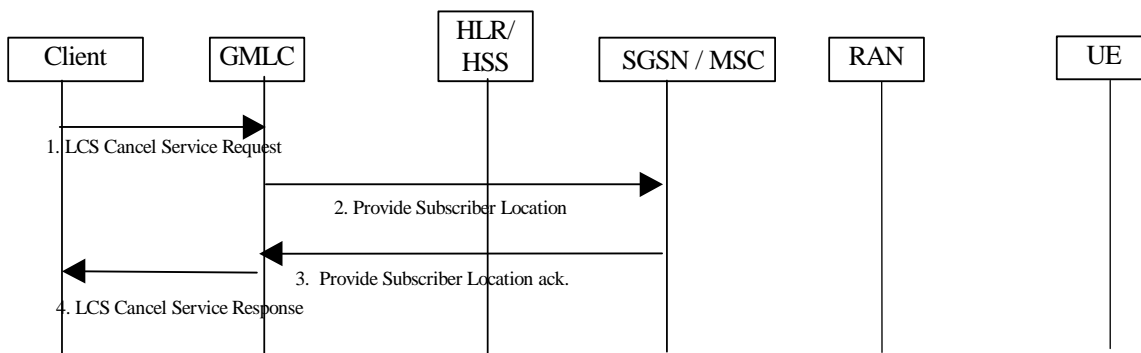 Client
GMLC
HLR/
HSS
SGSN / MSC
RAN
UE
1. LCS Cancel Service Request
2. Provide Subscriber Location
3. Provide Subscriber Location ack.
4. LCS Cancel Service Response